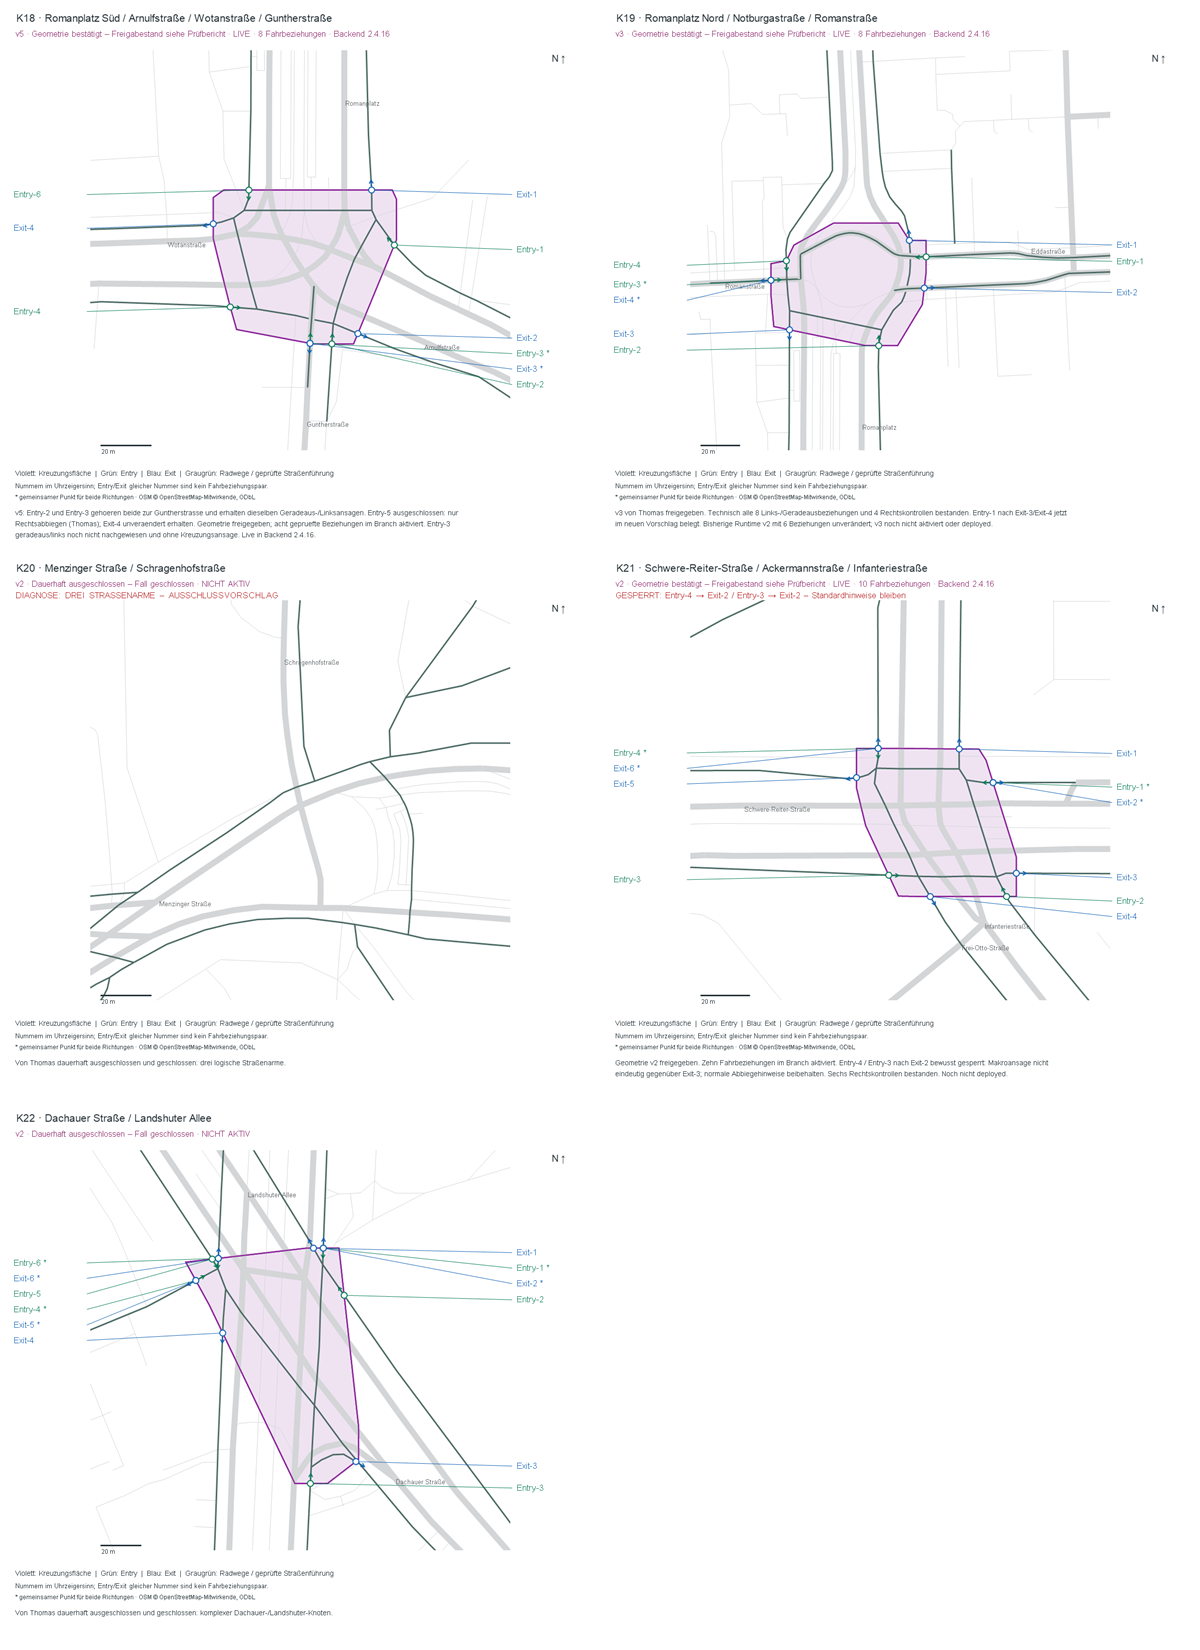 K18 · Romanplatz Süd / Arnulfstraße / Wotanstraße / Guntherstraße
v5 · Geometrie bestätigt – Freigabestand siehe Prüfbericht · LIVE · 8 Fahrbeziehungen · Backend 2.4.16
N↑
Romanplatz
Entry-6
Exit-1
Exit-4
Wotanstraße
Entry-1
Entry-4
Exit-2
Arnulfstraße
Entry-3 *
Exit-3 *
Entry-2
Guntherstraße
20 m
Violett: Kreuzungsfläche | Grün: Entry | Blau: Exit | Graugrün: Radwege / geprüfte Straßenführung
Nummern im Uhrzeigersinn; Entry/Exit gleicher Nummer sind kein Fahrbeziehungspaar.
* gemeinsamer Punkt für beide Richtungen · OSM © OpenStreetMap-Mitwirkende, ODbL
v5: Entry-2 und Entry-3 gehoeren beide zur Guntherstrasse und erhalten dieselben Geradeaus-/Linksansagen. Entry-5 ausgeschlossen: nur
Rechtsabbiegen (Thomas); Exit-4 unveraendert erhalten. Geometrie freigegeben; acht gepruefte Beziehungen im Branch aktiviert. Entry-3
geradeaus/links noch nicht nachgewiesen und ohne Kreuzungsansage. Live in Backend 2.4.16.
K19 · Romanplatz Nord / Notburgastraße / Romanstraße
v3 · Geometrie bestätigt – Freigabestand siehe Prüfbericht · LIVE · 8 Fahrbeziehungen · Backend 2.4.16
N↑
Exit-1
Eddastraße
Entry-1
Entry-4
Entry-3 *
Romanstraße
Exit-4 *
Exit-2
Exit-3
Entry-2
Romanplatz
20 m
Violett: Kreuzungsfläche | Grün: Entry | Blau: Exit | Graugrün: Radwege / geprüfte Straßenführung
Nummern im Uhrzeigersinn; Entry/Exit gleicher Nummer sind kein Fahrbeziehungspaar.
* gemeinsamer Punkt für beide Richtungen · OSM © OpenStreetMap-Mitwirkende, ODbL
v3 von Thomas freigegeben. Technisch alle 8 Links-/Geradeausbeziehungen und 4 Rechtskontrollen bestanden. Entry-1 nach Exit-3/Exit-4 jetzt
im neuen Vorschlag belegt. Bisherige Runtime v2 mit 6 Beziehungen unverändert; v3 noch nicht aktiviert oder deployed.
K20 · Menzinger Straße / Schragenhofstraße
v2 · Dauerhaft ausgeschlossen – Fall geschlossen · NICHT AKTIV
DIAGNOSE: DREI STRASSENARME – AUSSCHLUSSVORSCHLAG
N↑
Schragenhofstraße
Menzinger Straße
20 m
Violett: Kreuzungsfläche | Grün: Entry | Blau: Exit | Graugrün: Radwege / geprüfte Straßenführung
Nummern im Uhrzeigersinn; Entry/Exit gleicher Nummer sind kein Fahrbeziehungspaar.
* gemeinsamer Punkt für beide Richtungen · OSM © OpenStreetMap-Mitwirkende, ODbL
Von Thomas dauerhaft ausgeschlossen und geschlossen: drei logische Straßenarme.
K21 · Schwere-Reiter-Straße / Ackermannstraße / Infanteriestraße
v2 · Geometrie bestätigt – Freigabestand siehe Prüfbericht · LIVE · 10 Fahrbeziehungen · Backend 2.4.16
GESPERRT: Entry-4 → Exit-2 / Entry-3 → Exit-2 – Standardhinweise bleiben
N↑
Entry-4 *
Exit-1
Exit-6 *
Exit-5
Entry-1 *
Exit-2 *
Schwere-Reiter-Straße
Entry-3
Exit-3
Entry-2
Exit-4
Infanteriestraße
Frei-Otto-Straße
20 m
Violett: Kreuzungsfläche | Grün: Entry | Blau: Exit | Graugrün: Radwege / geprüfte Straßenführung
Nummern im Uhrzeigersinn; Entry/Exit gleicher Nummer sind kein Fahrbeziehungspaar.
* gemeinsamer Punkt für beide Richtungen · OSM © OpenStreetMap-Mitwirkende, ODbL
Geometrie v2 freigegeben. Zehn Fahrbeziehungen im Branch aktiviert. Entry-4 / Entry-3 nach Exit-2 bewusst gesperrt: Makroansage nicht
eindeutig gegenüber Exit-3; normale Abbiegehinweise beibehalten. Sechs Rechtskontrollen bestanden. Noch nicht deployed.
K22 · Dachauer Straße / Landshuter Allee
v2 · Dauerhaft ausgeschlossen – Fall geschlossen · NICHT AKTIV
N↑
Landshuter Allee
Entry-6 *
Exit-6 *
Entry-5
Entry-4 *
Exit-5 *
Exit-4
Exit-1
Entry-1 *
Exit-2 *
Entry-2
Exit-3
Dachauer Straße
Entry-3
20 m
Violett: Kreuzungsfläche | Grün: Entry | Blau: Exit | Graugrün: Radwege / geprüfte Straßenführung
Nummern im Uhrzeigersinn; Entry/Exit gleicher Nummer sind kein Fahrbeziehungspaar.
* gemeinsamer Punkt für beide Richtungen · OSM © OpenStreetMap-Mitwirkende, ODbL
Von Thomas dauerhaft ausgeschlossen und geschlossen: komplexer Dachauer-/Landshuter-Knoten.